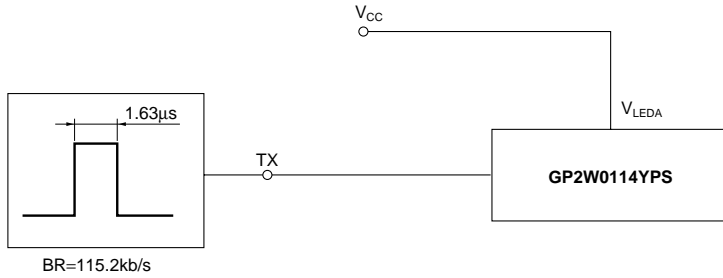 VCC
1.63μs
VLEDA
TX
GP2W0114YPS
BR=115.2kb/s